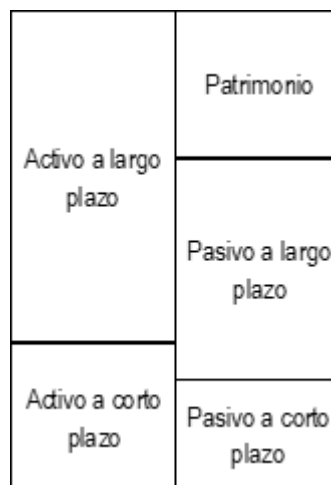 Activo a largo
plazo
Activo a corto
plazo
Patrimonio
Pasivo a largo
plazo
Pasivo a corto
plazo